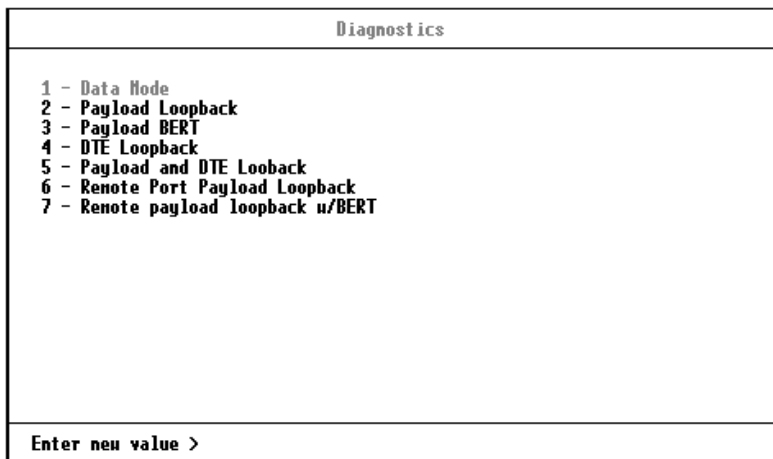 Diagnostics
1 - Data Mode
2 - Payload Loopback
3 - Payload BERT
4 - DTE Loopback
5 - Payload and DTE Looback
6 - Remote Port Payload Loopback
7 - Remote payload loopback w/BERT
Enter new value >